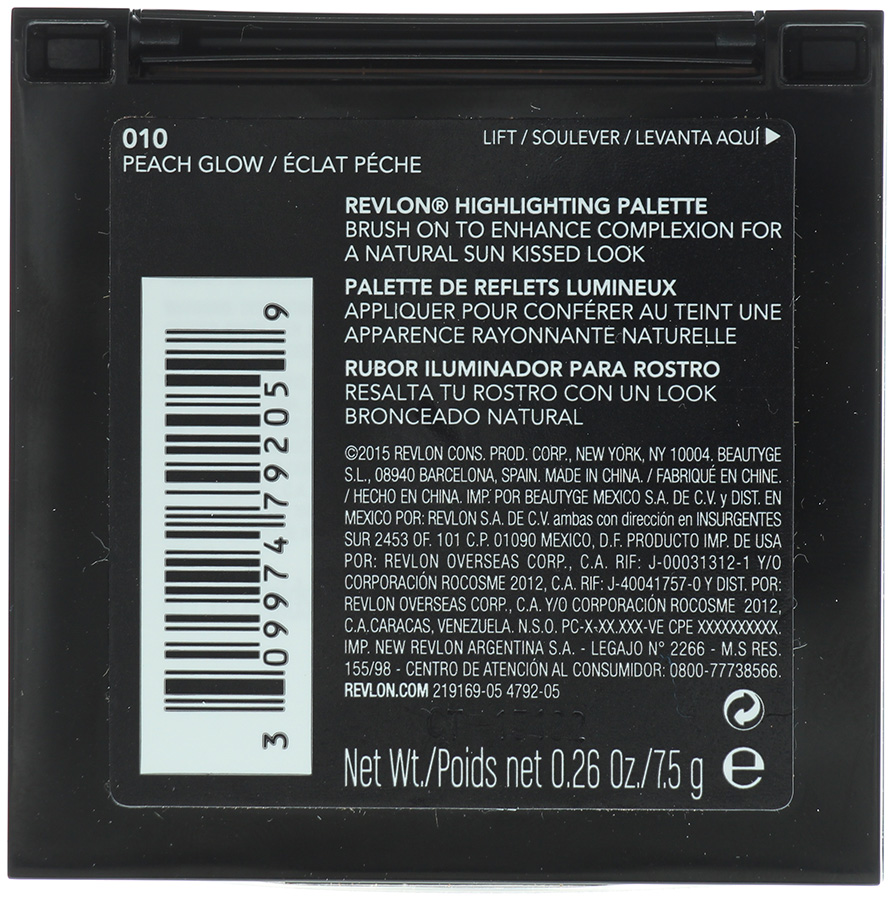 010
PEACH GLOW / ÉCLAT PÉCHE
LIFT / SOULEVER / LEVANTA AQUÍ ▶
REVLON® HIGHLIGHTING PALETTE
BRUSH ON TO ENHANCE COMPLEXION FOR
A NATURAL SUN KISSED LOOK
PALETTE DE REFLETS LUMINEUX
APPLIQUER POUR CONFÉRER AU TEINT UNE
APPARENCE RAYONNANTE NATURELLE
RUBOR ILUMINADOR PARA ROSTRO
RESALTA TU ROSTRO CON UN LOOK
BRONCEADO NATURAL
©2015 REVLON CONS. PROD. CORP., NEW YORK, NY 10004. BEAUTYGE
S.L., 08940 BARCELONA, SPAIN. MADE IN CHINA. / FABRIQUÉ EN CHINE.
/ HECHO EN CHINA. IMP. POR BEAUTYGE MEXICO S.A. DE C.V. y DIST. EN
MEXICO POR: REVLON S.A. DE C.V. ambas con dirección en INSURGENTES
SUR 2453 OF. 101 C.P. 01090 MEXICO, D.F. PRODUCTO IMP. DE USA
POR: REVLON OVERSEAS CORP., C.A. RIF: J-00031312-1 Y/O
CORPORACIÓN ROCOSME 2012, C.A. RIF: J-40041757-0 Y DIST. POR:
REVLON OVERSEAS CORP., C.A. Y/O CORPORACIÓN ROCOSME 2012,
C.A.CARACAS, VENEZUELA. N.S.O. PC-X-XX.XXX-VE CPE XXXXXXXXXX.
IMP. NEW REVLON ARGENTINA S.A. - LEGAJO N° 2266 - M.S RES.
155/98 - CENTRO DE ATENCIÓN AL CONSUMIDOR: 0800-77738566.
REVLON.COM 219169-05 4792-05
Net Wt./Poids net 0.26 Oz./7.5 g ℮
3 09974 79205 9